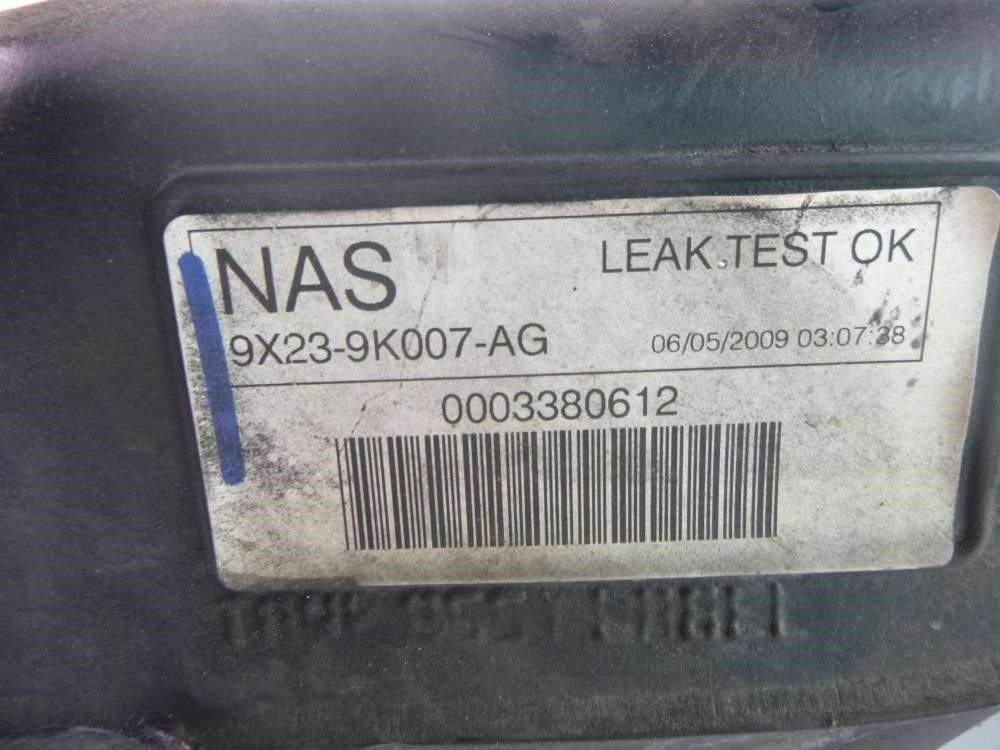 NAS
LEAK TEST OK
9X23-9K007-AG
06/05/2009 03:07:38
0003380612